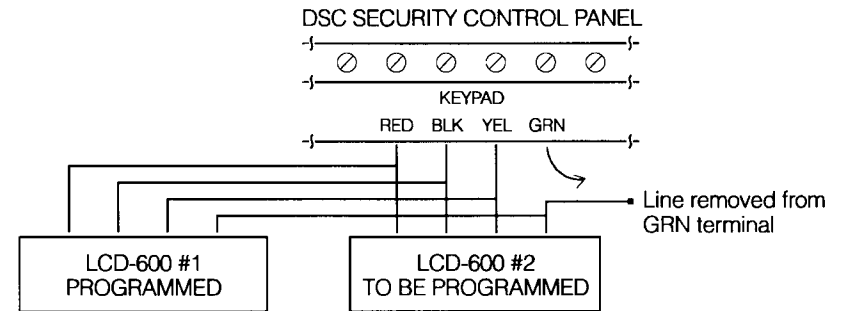 DSC SECURITY CONTROL PANEL
KEYPAD
RED BLK YEL GRN
Line removed from
GRN terminal
LCD-600 #1
PROGRAMMED
LCD-600 #2
TO BE PROGRAMMED